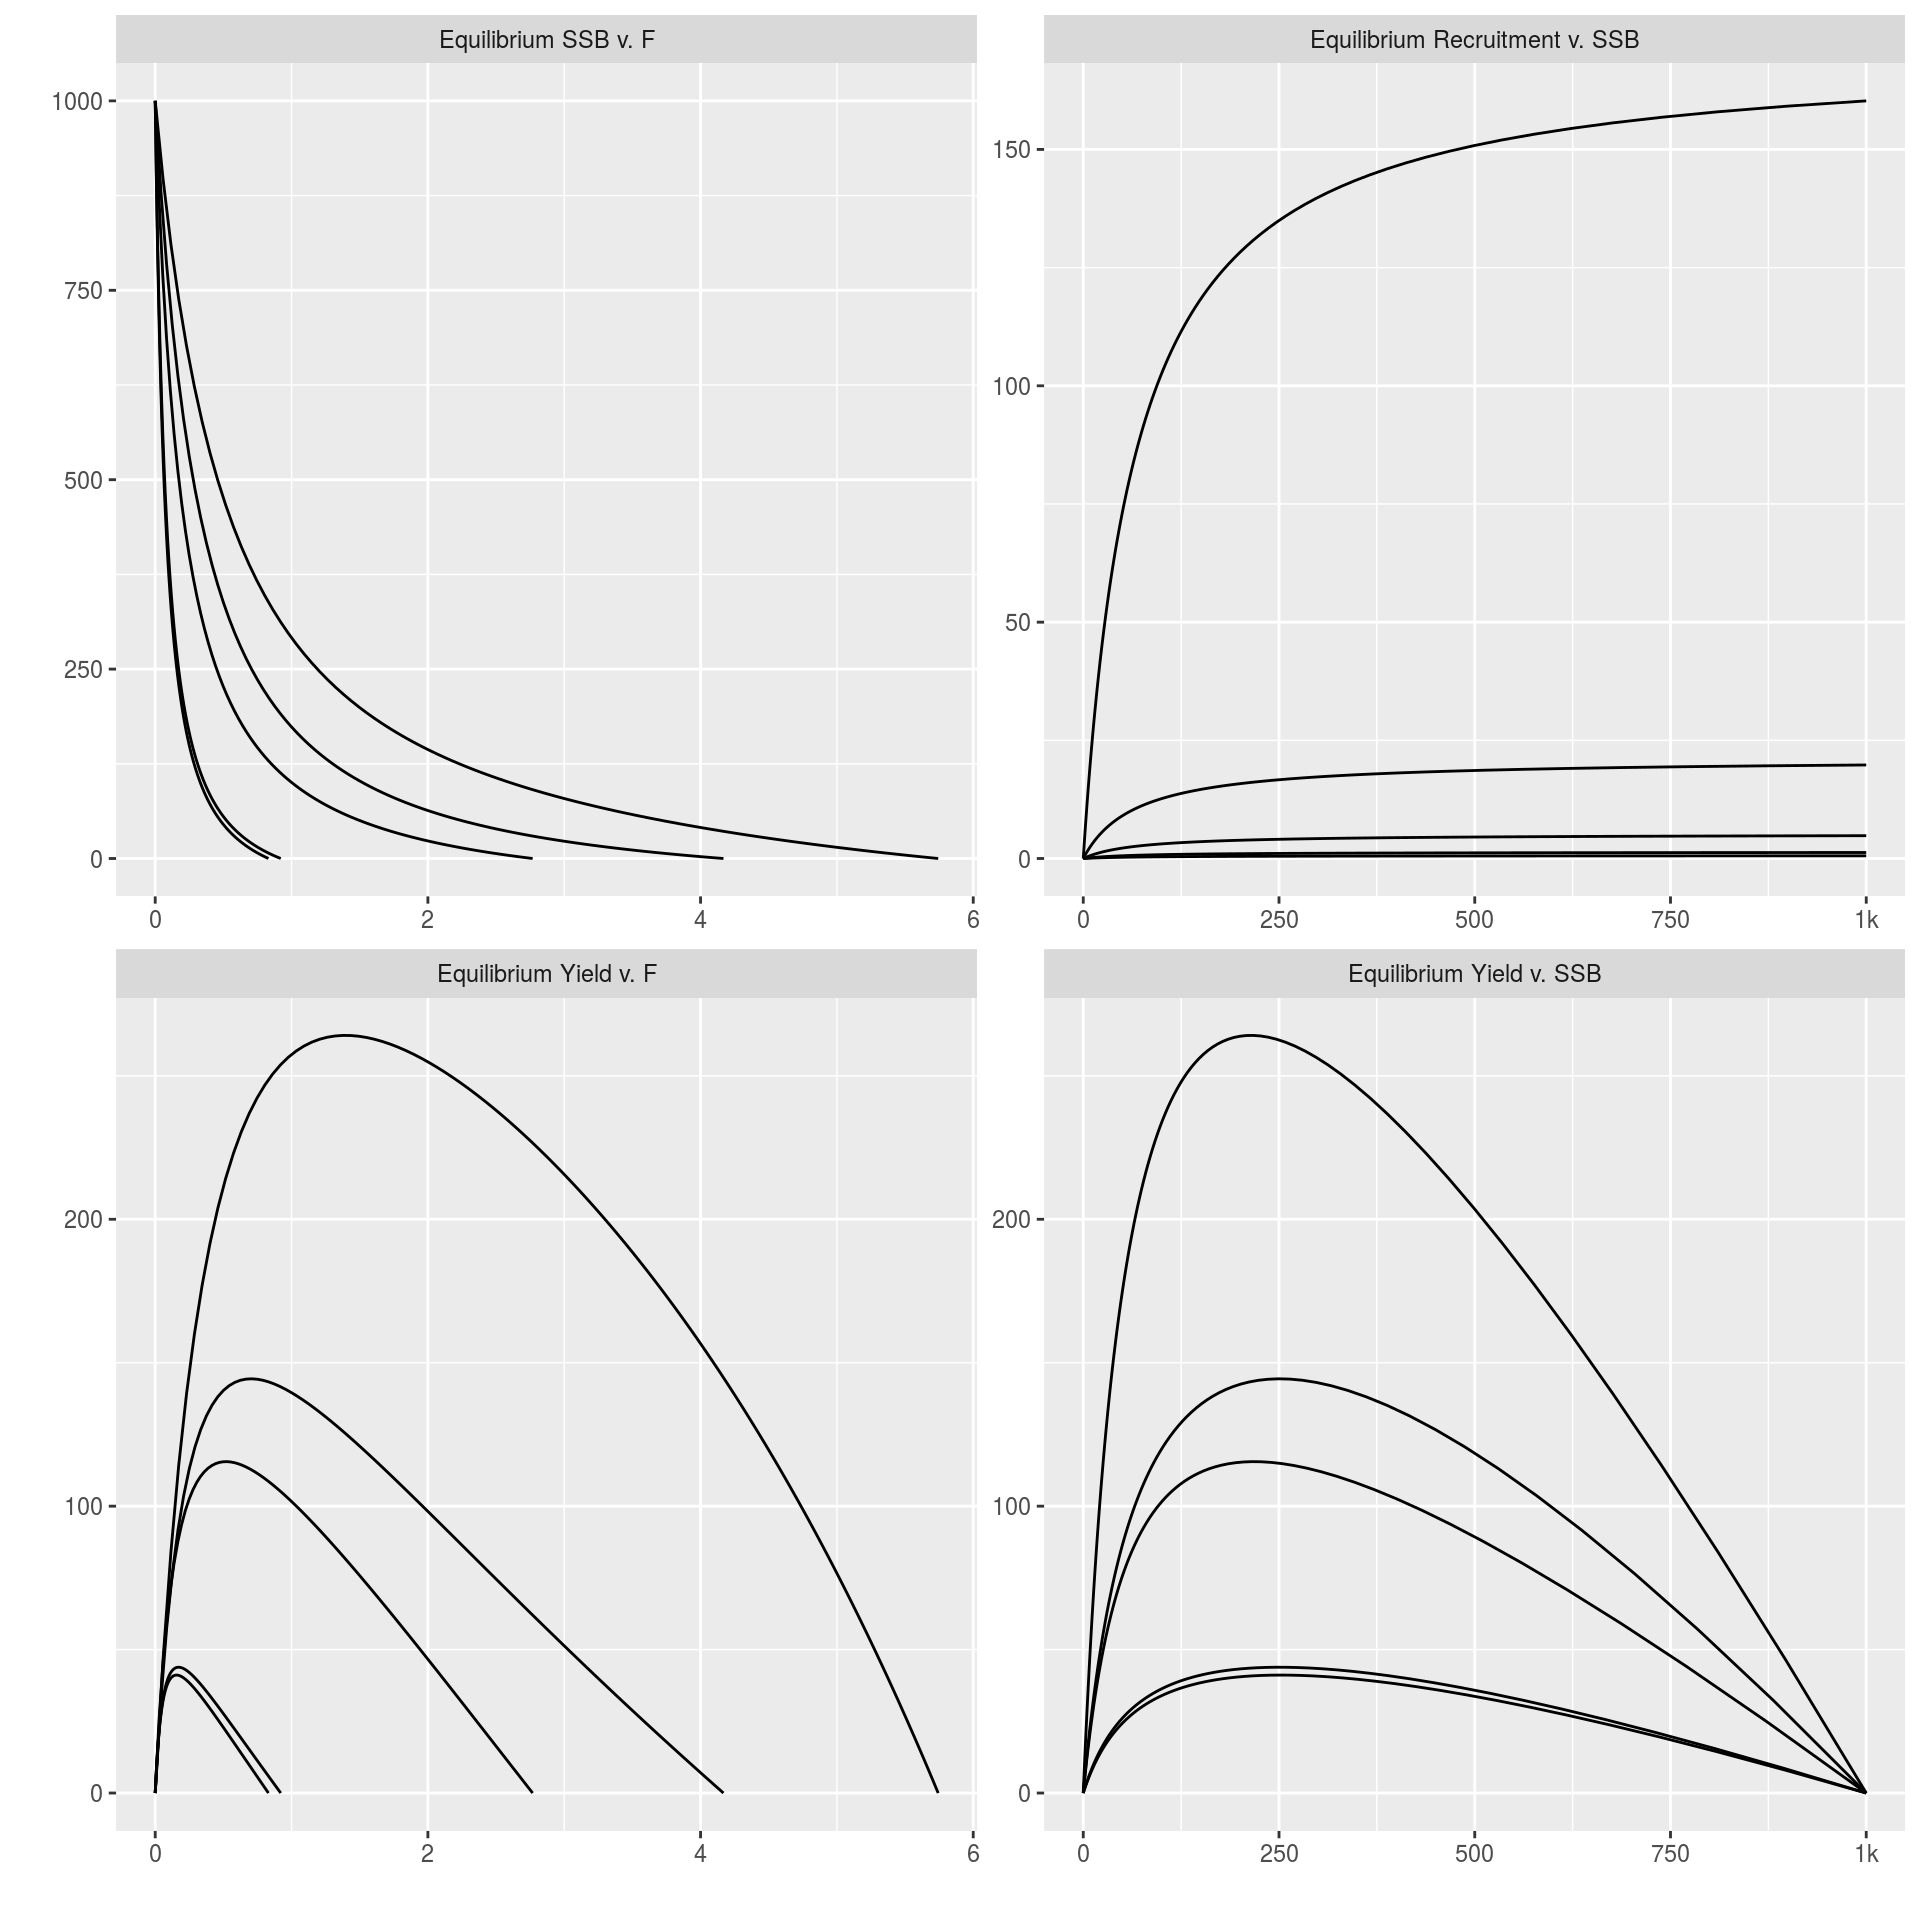 Equilibrium SSB v. F
1000
750
500
250
0
0 2 4 6
Equilibrium Recruitment v. SSB
150
100
50
0
0 250 500 750 1k
Equilibrium Yield v. F
200
100
0
0 2 4 6
Equilibrium Yield v. SSB
200
100
0
0 250 500 750 1k